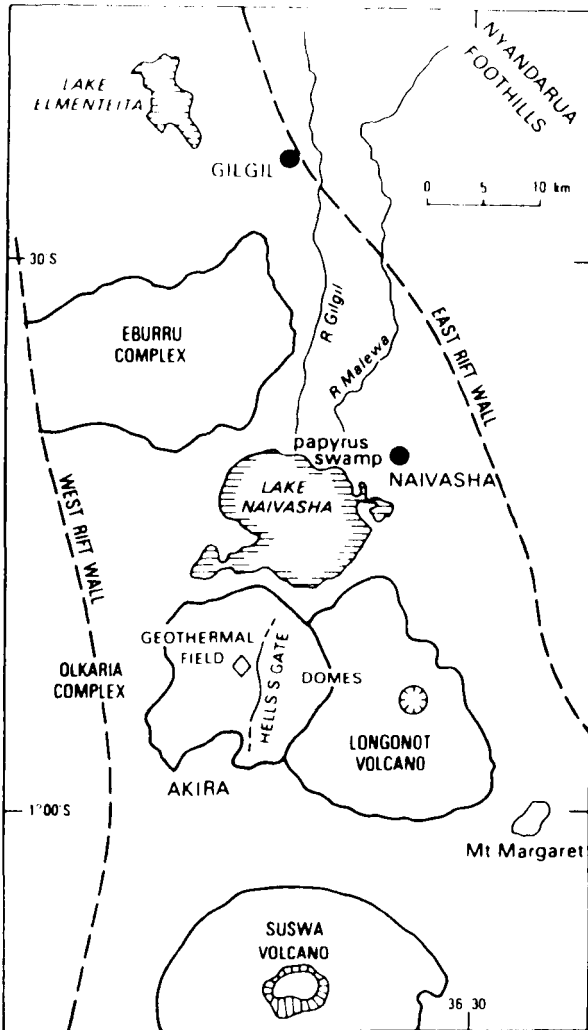 NYANDARUA
FOOTHILLS
LAKE
ELMENTEITA
GILGIL
0 5 10 km
30 S
EBURRU
COMPLEX
R Gilgil
R Malewa
EAST RIFT WALL
papyrus
swamp
NAIVASHA
LAKE
NAIVASHA
WEST RIFT WALL
GEOTHERMAL
FIELD
OLKARIA
COMPLEX
HELLS S GATE
DOMES
LONGONOT
VOLCANO
AKIRA
1°00'S
Mt Margaret
SUSWA
VOLCANO
36 30